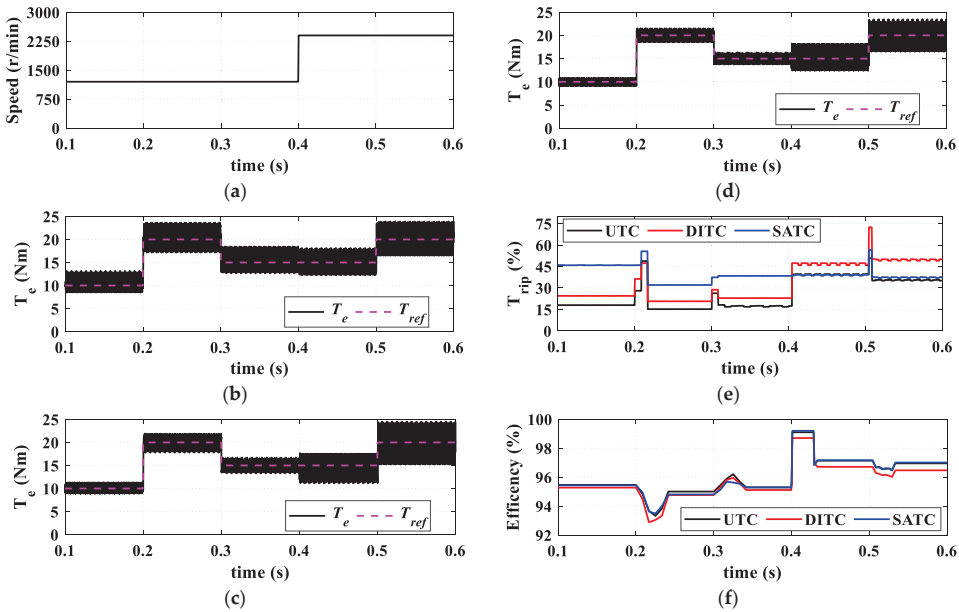 3000
2250
1500
750
0
Speed (r/min)
0.1 0.2 0.3 0.4 0.5 0.6
time (s)
(a)
25
20
15
10
5
0
T_e (Nm)
T_e T_ref
0.1 0.2 0.3 0.4 0.5 0.6
time (s)
(d)
25
20
15
10
5
0
T_e (Nm)
T_e T_ref
0.1 0.2 0.3 0.4 0.5 0.6
time (s)
(b)
75
60
45
30
15
0
T_rip (%)
UTC DITC SATC
0.1 0.2 0.3 0.4 0.5 0.6
time (s)
(e)
25
20
15
10
5
0
T_e (Nm)
T_e T_ref
0.1 0.2 0.3 0.4 0.5 0.6
time (s)
(c)
100
98
96
94
92
Efficency (%)
UTC DITC SATC
0.1 0.2 0.3 0.4 0.5 0.6
time (s)
(f)